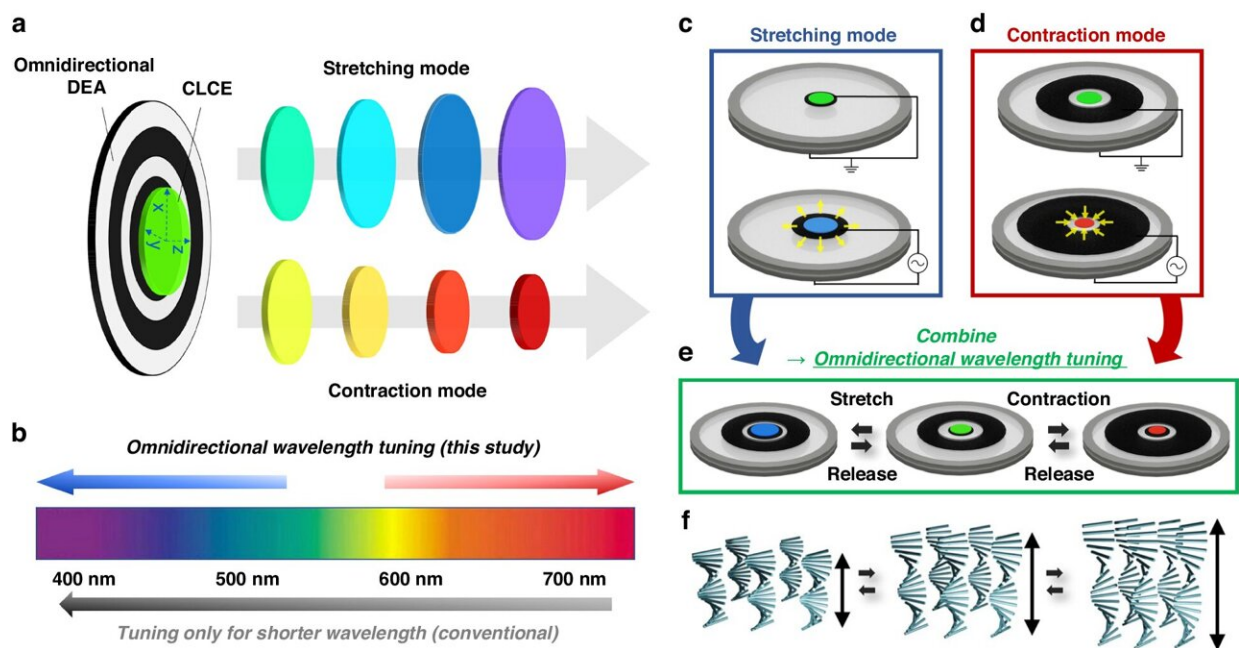 a
Omnidirectional
DEA
CLCE
Stretching mode
x
y
z
Contraction mode
b
Omnidirectional wavelength tuning (this study)
400 nm
500 nm
600 nm
700 nm
Tuning only for shorter wavelength (conventional)
c
Stretching mode
d
Contraction mode
Combine
→ Omnidirectional wavelength tuning
e
Stretch
Contraction
Release
Release
f